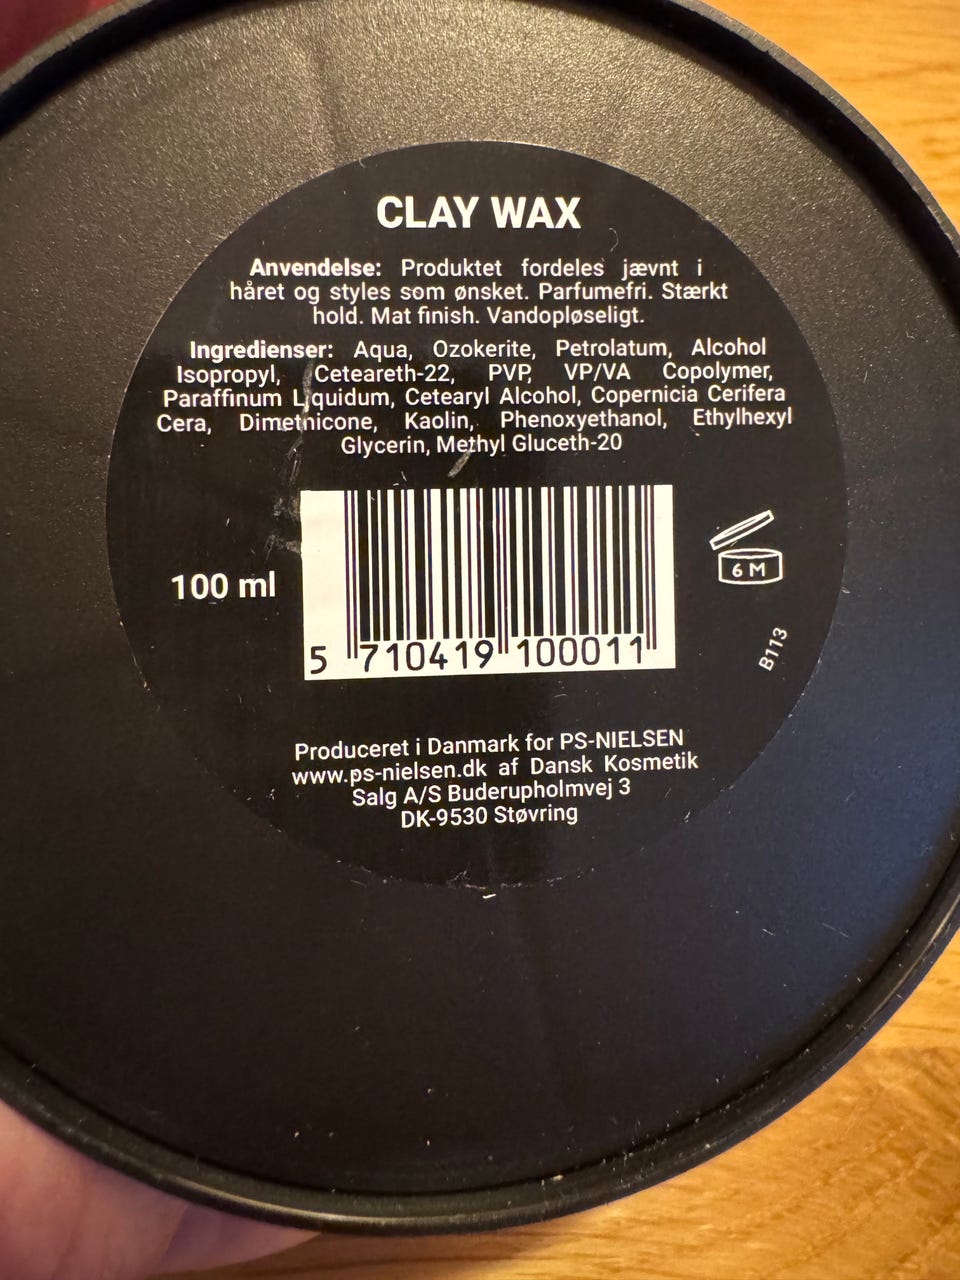 CLAY WAX
Anvendelse: Produktet fordeles jævnt i
håret og styles som ønsket. Parfumefri. Stærkt
hold. Mat finish. Vandopløseligt.
Ingredienser: Aqua, Ozokerite, Petrolatum, Alcohol
Isopropyl, Ceteareth-22, PVP, VP/VA Copolymer,
Paraffinum Liquidum, Cetearyl Alcohol, Copernicia Cerifera
Cera, Dimethicone, Kaolin, Phenoxyethanol, Ethylhexyl
Glycerin, Methyl Gluceth-20
100 ml
6 M
5 710419 100011
B113
Produceret i Danmark for PS-NIELSEN
www.ps-nielsen.dk af Dansk Kosmetik
Salg A/S Buderupholmvej 3
DK-9530 Støvring